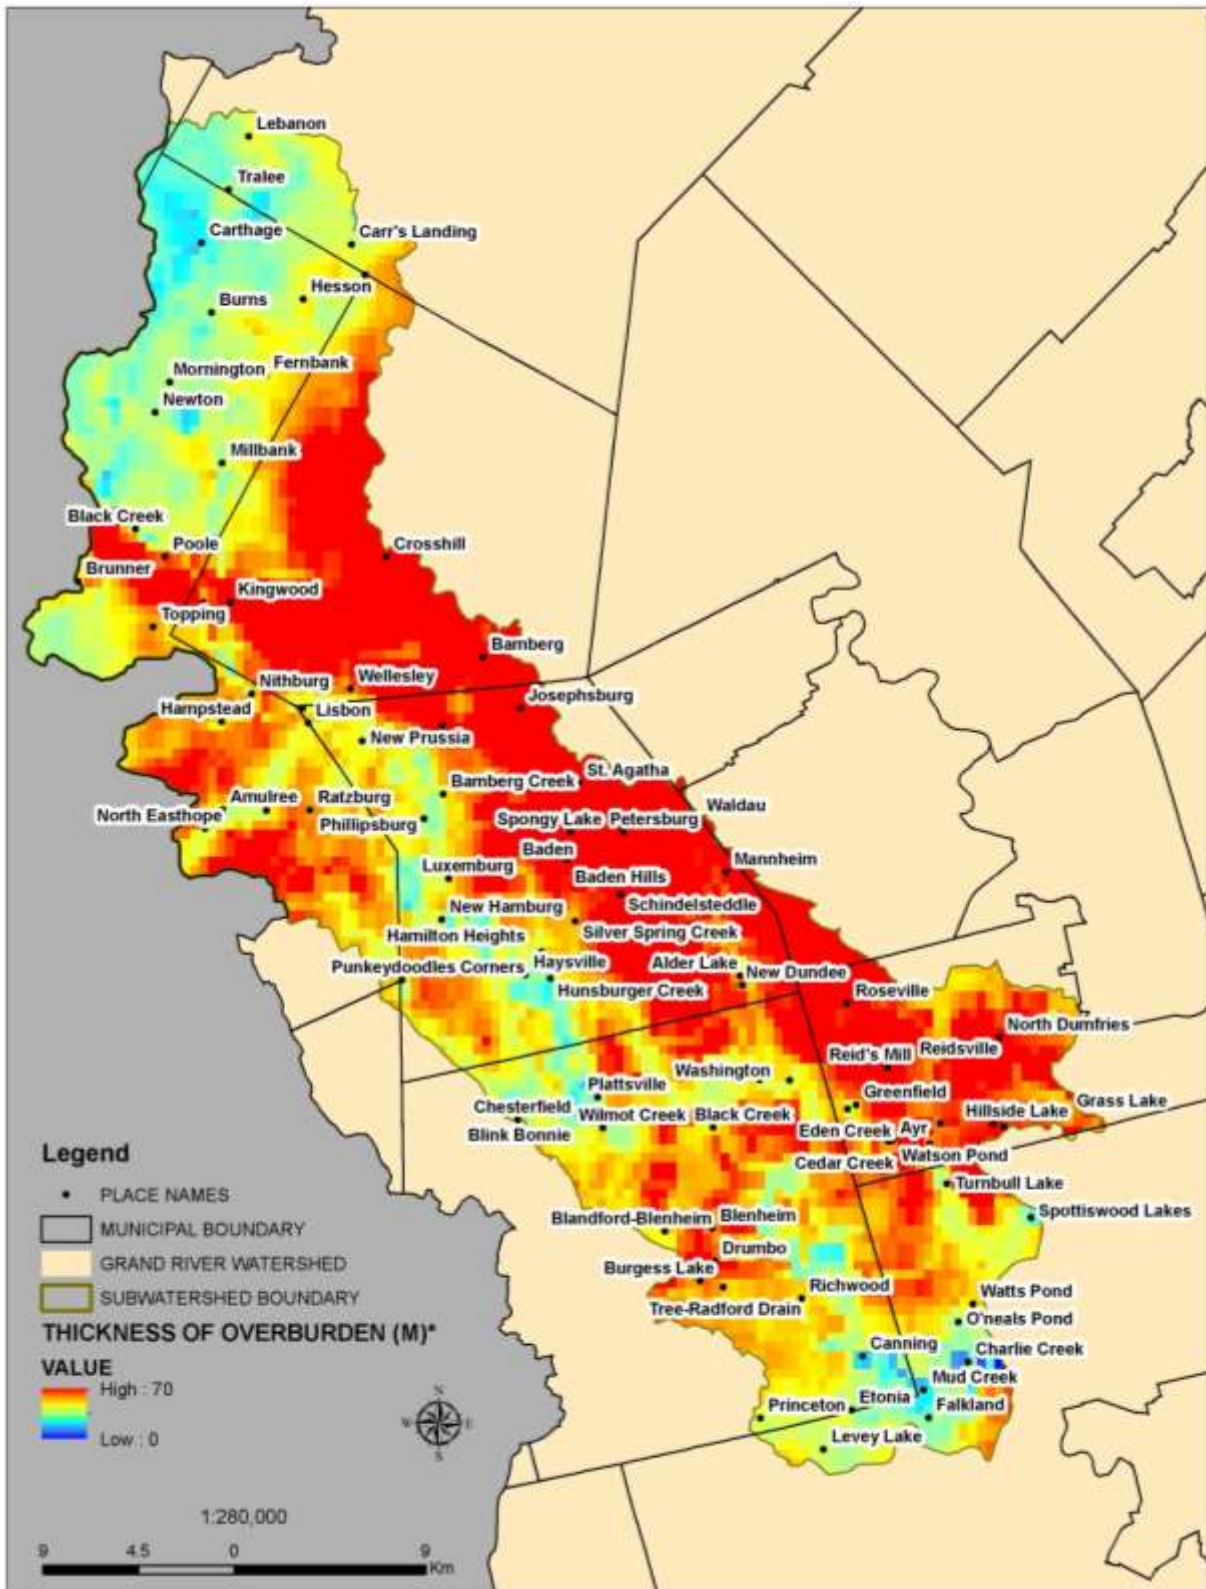 Lebanon
Tralee
Carthage
Carr's Landing
Hesson
Burns
Fernbank
Mornington
Newton
Millbank
Black Creek
Poole
Crosshill
Brunner
Kingwood
Topping
Bamberg
Nithburg
Wellesley
Josephsburg
Hampstead
Lisbon
New Prussia
Bamberg Creek
St. Agatha
Amulree
Ratzburg
Waldau
North Easthope
Phillipsburg
Spongy Lake
Petersburg
Baden
Mannheim
Luxemburg
Baden Hills
Schindelsteddle
New Hamburg
Silver Spring Creek
Hamilton Heights
Punkeydoodles Corners
Haysville
Alder Lake
New Dundee
Hunsburger Creek
Roseville
North Dumfries
Reid's Mill
Reidsville
Washington
Plattsville
Greenfield
Grass Lake
Chesterfield
Wilmot Creek
Black Creek
Hillside Lake
Blink Bonnie
Eden Creek
Ayr
Cedar Creek
Watson Pond
Turnbull Lake
Spottiswood Lakes
Blandford-Blenheim
Blenheim
Drumbo
Burgess Lake
Richwood
Tree-Radford Drain
Watts Pond
O'neals Pond
Canning
Charlie Creek
Mud Creek
Etonia
Princeton
Falkland
Levey Lake
Legend
PLACE NAMES
MUNICIPAL BOUNDARY
GRAND RIVER WATERSHED
SUBWATERSHED BOUNDARY
THICKNESS OF OVERBURDEN (M)*
VALUE
High : 70
Low : 0
N
W E
S
1:280,000
9 4.5 0 9
Km